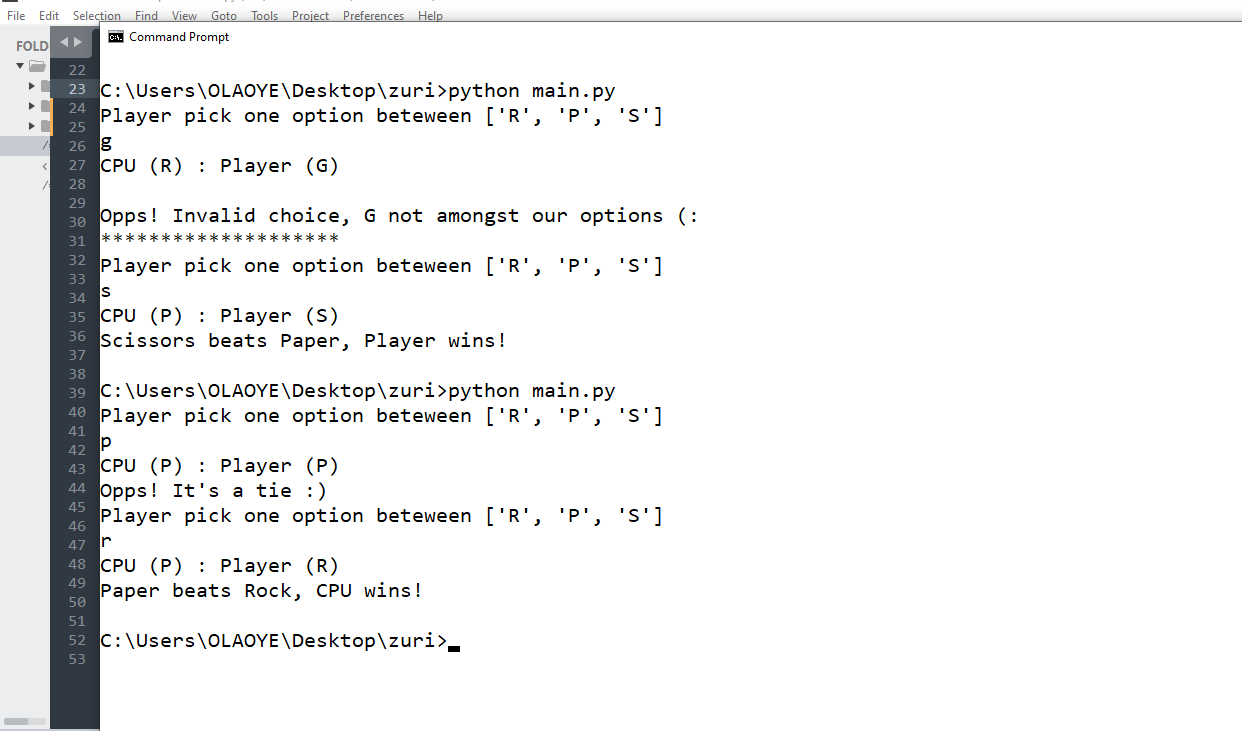 File Edit Selection Find View Goto Tools Project Preferences Help
FOLD
Command Prompt
22
23
24
25
26
27
28
29
30
31
32
33
34
35
36
37
38
39
40
41
42
43
44
45
46
47
48
49
50
51
52
53
C:\Users\OLAOYE\Desktop\zuri>python main.py
Player pick one option beteween ['R', 'P', 'S']
g
CPU (R) : Player (G)
Opps! Invalid choice, G not amongst our options (:
********************
Player pick one option beteween ['R', 'P', 'S']
s
CPU (P) : Player (S)
Scissors beats Paper, Player wins!
C:\Users\OLAOYE\Desktop\zuri>python main.py
Player pick one option beteween ['R', 'P', 'S']
p
CPU (P) : Player (P)
Opps! It's a tie :)
Player pick one option beteween ['R', 'P', 'S']
r
CPU (P) : Player (R)
Paper beats Rock, CPU wins!
C:\Users\OLAOYE\Desktop\zuri>